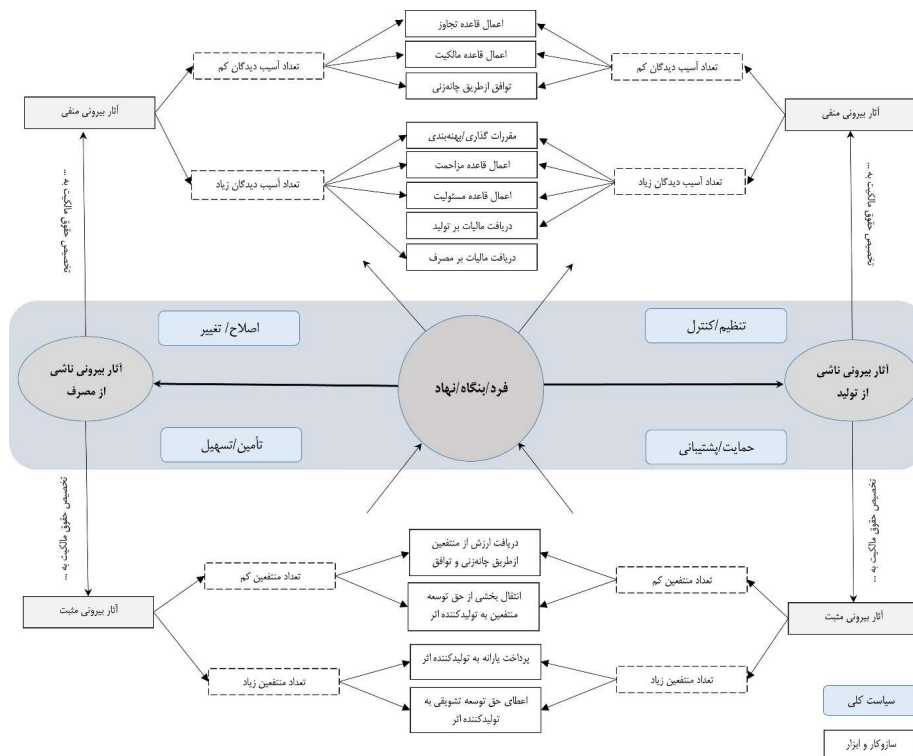 اعمال قاعده تجاوز
اعمال قاعده مالکیت
توافق ازطریق چانه‌زنی
تعداد آسیب دیدگان کم
تعداد آسیب دیدگان کم
آثار بیرونی منفی
آثار بیرونی منفی
مقررات گذاری/پهنه‌بندی
اعمال قاعده مزاحمت
اعمال قاعده مسئولیت
دریافت مالیات بر تولید
دریافت مالیات بر مصرف
تعداد آسیب دیدگان زیاد
تعداد آسیب دیدگان زیاد
تخصیص حقوق مالکیت به ...
تخصیص حقوق مالکیت به ...
تنظیم/کنترل
اصلاح/ تغییر
آثار بیرونی ناشی
از تولید
فرد/بنگاه/نهاد
آثار بیرونی ناشی
از مصرف
حمایت/پشتیبانی
تأمین/تسهیل
تخصیص حقوق مالکیت به ...
تخصیص حقوق مالکیت به ...
دریافت ارزش از منتفعین
ازطریق چانه‌زنی و توافق
انتقال بخشی از حق توسعه
منتفعین به تولیدکننده اثر
تعداد منتفعین کم
تعداد منتفعین کم
آثار بیرونی مثبت
آثار بیرونی مثبت
پرداخت یارانه به تولیدکننده اثر
اعطای حق توسعه تشویقی به
تولیدکننده اثر
تعداد منتفعین زیاد
تعداد منتفعین زیاد
سیاست کلی
سازوکار و ابزار